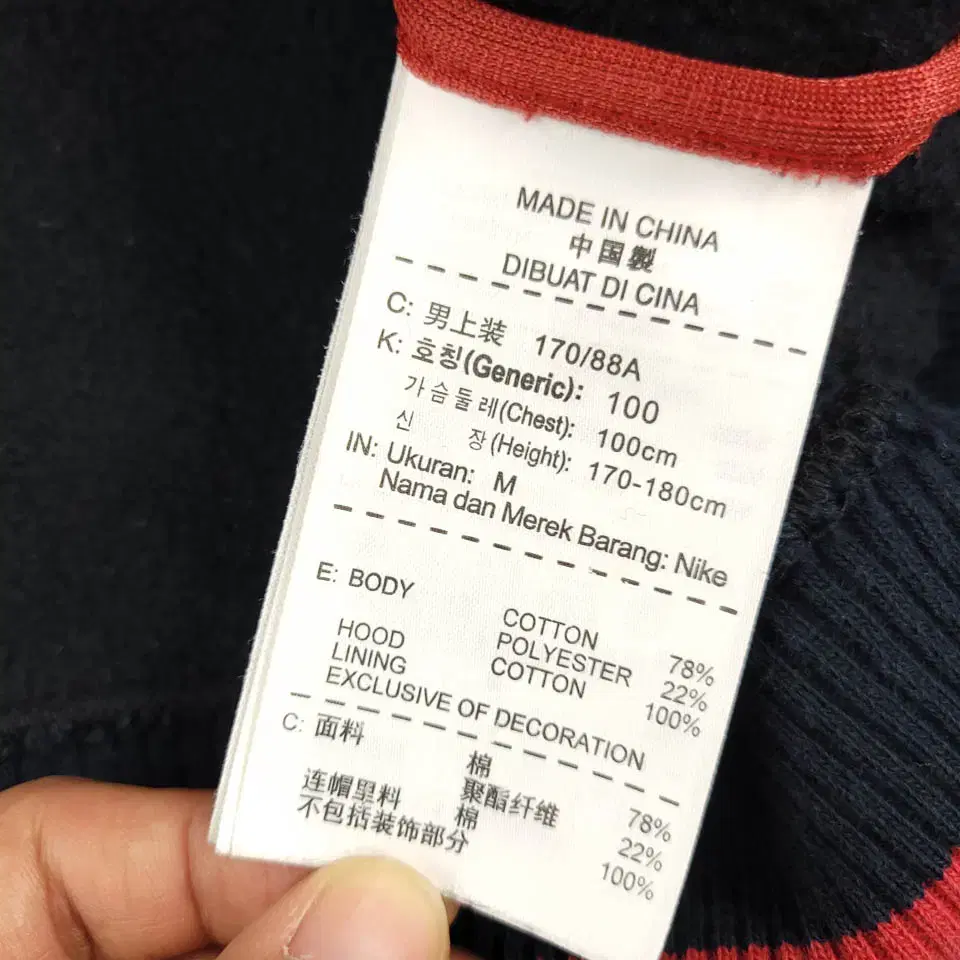 MADE IN CHINA
中国製
DIBUAT DI CINA
C: 男上装 170/88A
K: 호칭(Generic): 100
가슴둘레(Chest): 100cm
신 장(Height): 170-180cm
IN: Ukuran: M
Nama dan Merek Barang: Nike
E: BODY COTTON 78%
POLYESTER 22%
HOOD LINING COTTON 100%
EXCLUSIVE OF DECORATION
C: 面料 棉 78%
聚酯纤维 22%
连帽里料 棉 100%
不包括装饰部分